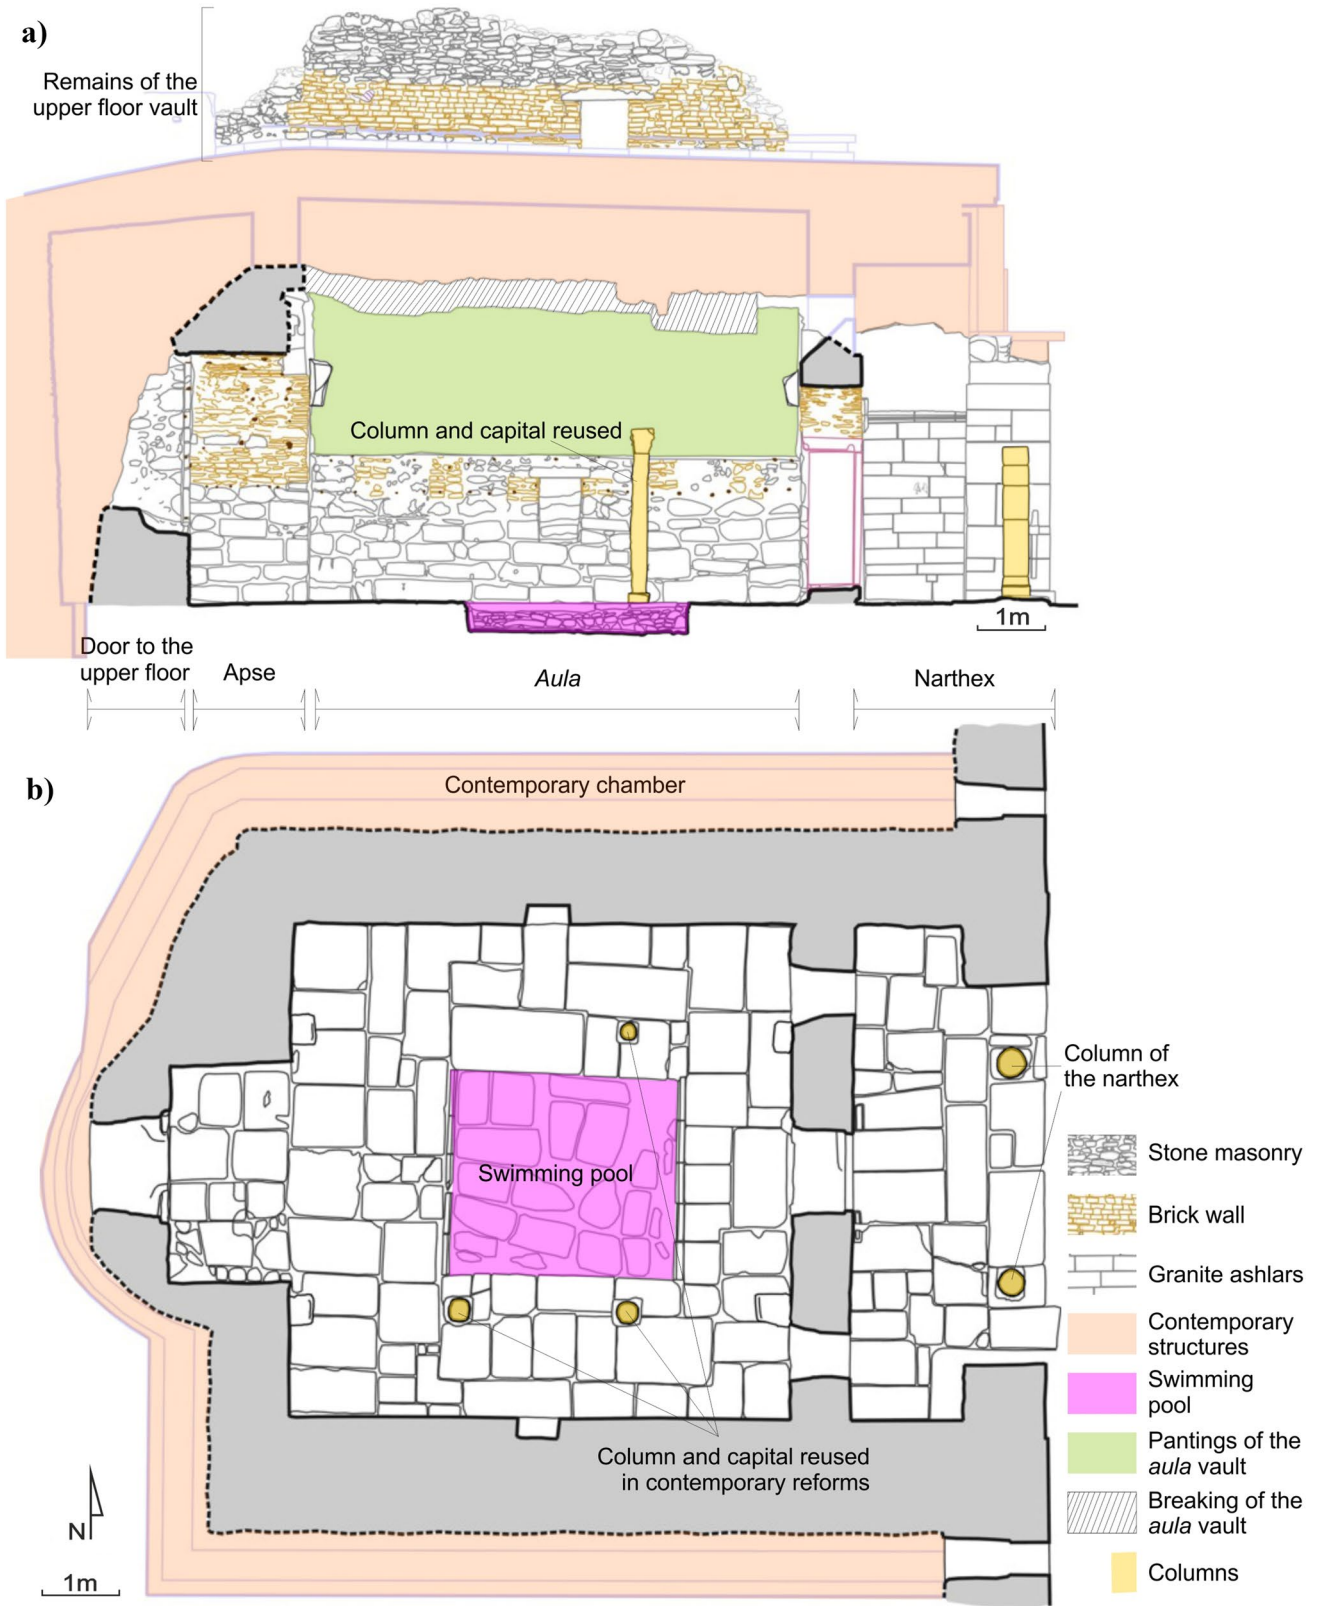 a)
Remains of the
upper floor vault
Column and capital reused
1m
Door to the
upper floor
Apse
Aula
Narthex
b)
Contemporary chamber
Column of
the narthex
Swimming pool
Column and capital reused
in contemporary reforms
N
1m
Stone masonry
Brick wall
Granite ashlars
Contemporary
structures
Swimming
pool
Pantings of the
aula vault
Breaking of the
aula vault
Columns